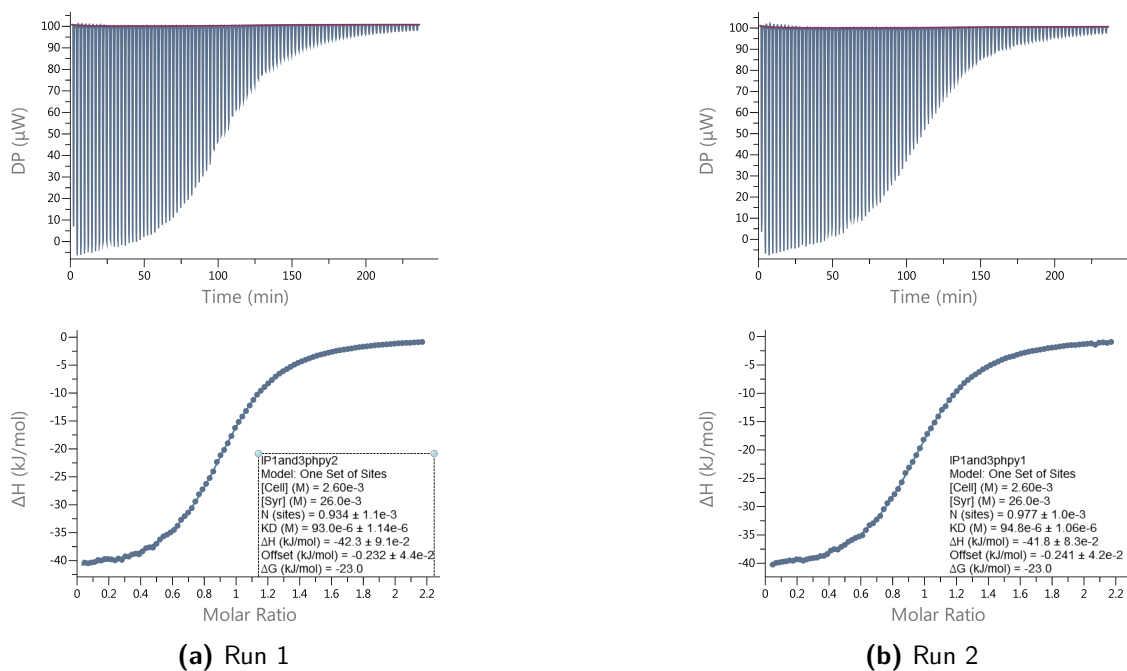 100
90
80
70
60
50
40
30
20
10
0
DP (µW)
0 50 100 150 200
Time (min)
0
-5
-10
-15
-20
-25
-30
-35
-40
ΔH (kJ/mol)
IP1and3phpy2
Model: One Set of Sites
[Cell] (M) = 2.60e-3
[Syr] (M) = 26.0e-3
N (sites) = 0.934 ± 1.1e-3
KD (M) = 93.0e-6 ± 1.14e-6
ΔH (kJ/mol) = -42.3 ± 9.1e-2
Offset (kJ/mol) = -0.232 ± 4.4e-2
ΔG (kJ/mol) = -23.0
0 0.2 0.4 0.6 0.8 1 1.2 1.4 1.6 1.8 2 2.2
Molar Ratio
(a) Run 1
100
90
80
70
60
50
40
30
20
10
0
DP (µW)
0 50 100 150 200
Time (min)
0
-5
-10
-15
-20
-25
-30
-35
-40
ΔH (kJ/mol)
IP1and3phpy1
Model: One Set of Sites
[Cell] (M) = 2.60e-3
[Syr] (M) = 26.0e-3
N (sites) = 0.977 ± 1.0e-3
KD (M) = 94.8e-6 ± 1.06e-6
ΔH (kJ/mol) = -41.8 ± 8.3e-2
Offset (kJ/mol) = -0.241 ± 4.2e-2
ΔG (kJ/mol) = -23.0
0 0.2 0.4 0.6 0.8 1 1.2 1.4 1.6 1.8 2 2.2
Molar Ratio
(b) Run 2